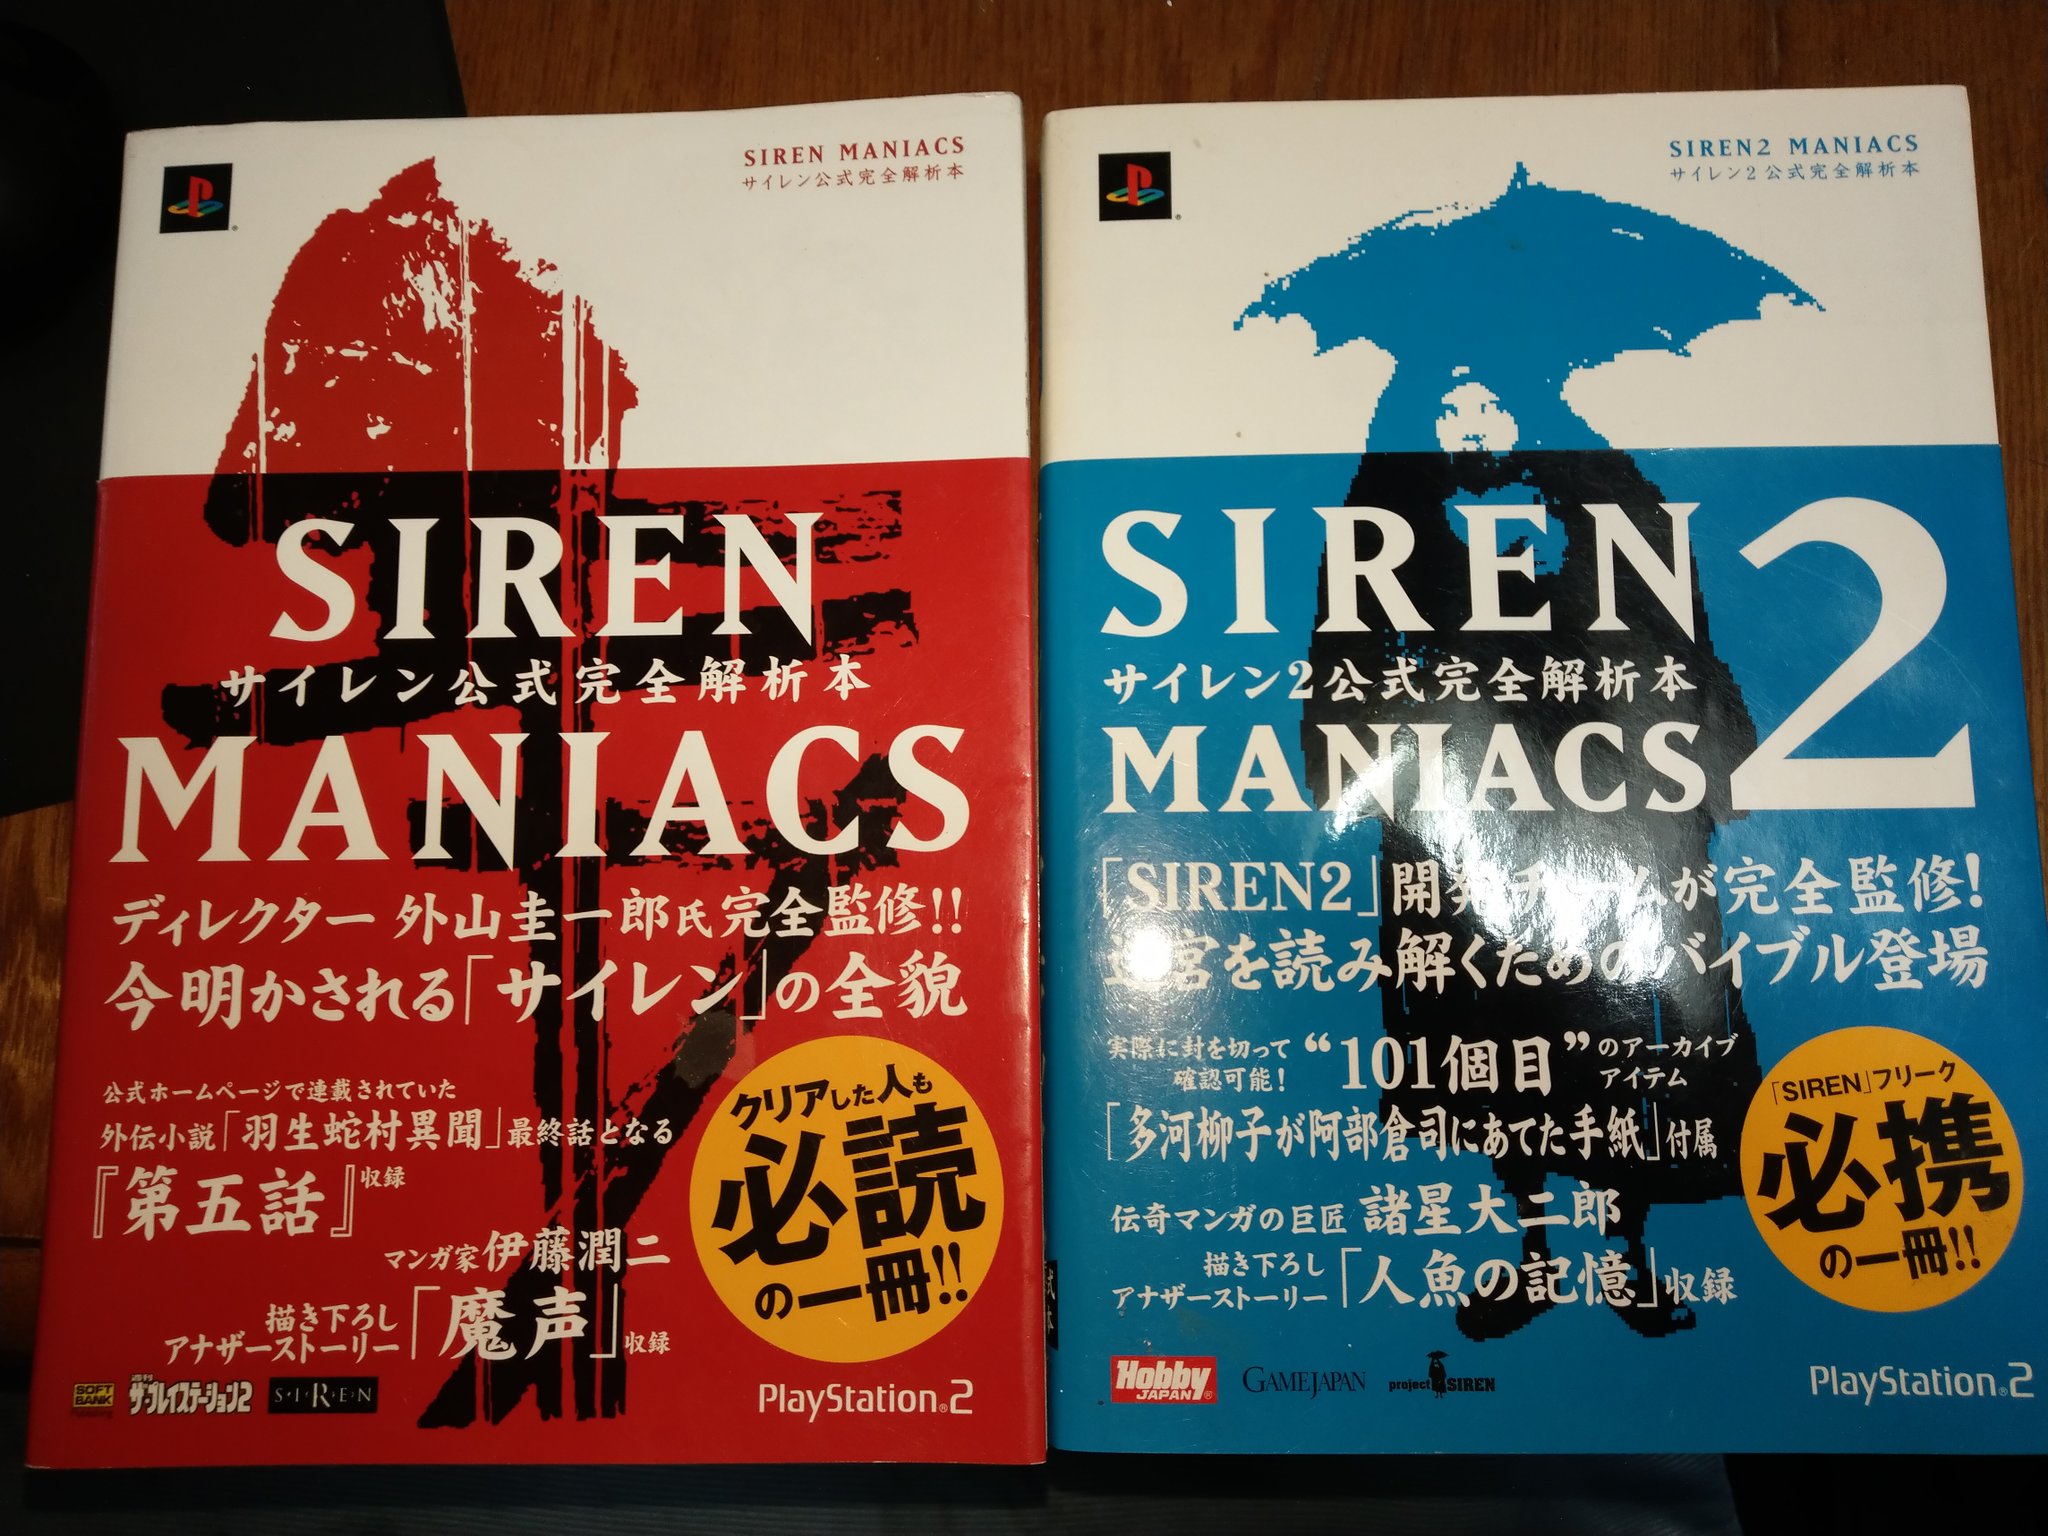 SIREN MANIACS
サイレン公式完全解析本
SIREN
サイレン公式完全解析本
MANIACS
ディレクター 外山圭一郎氏完全監修!!
今明かされる「サイレン」の全貌
公式ホームページで連載されていた
外伝小説「羽生蛇村異聞」最終話となる
『第五話』収録
マンガ家 伊藤潤二
描き下ろし
アナザーストーリー「魔声」収録
クリアした人も
必読
の一冊!!
SOFT BANK Publishing
週刊 ザ・プレイステーション2
SIREN
PlayStation®2
SIREN2 MANIACS
サイレン2公式完全解析本
SIREN 2
サイレン2公式完全解析本
MANIACS
「SIREN2」開発チームが完全監修!
迷宮を読み解くためのバイブル登場
実際に封を切って
確認可能!
“101個目”のアーカイブ
アイテム
「多河柳子が阿部倉司にあてた手紙」付属
伝奇マンガの巨匠 諸星大二郎
描き下ろし
アナザーストーリー「人魚の記憶」収録
「SIREN」フリーク
必携
の一冊!!
Hobby JAPAN®
GAMEJAPAN
project SIREN
PlayStation®2
式本